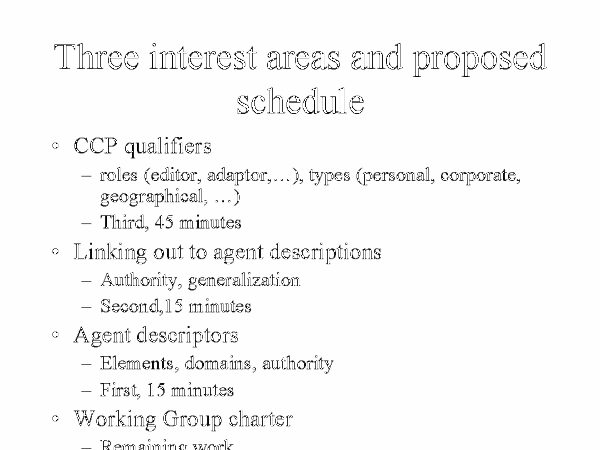 Three interest areas and proposed
schedule
◦ CCP qualifiers
– roles (editor, adaptor,…), types (personal, corporate,
geographical, …)
– Third, 45 minutes
◦ Linking out to agent descriptions
– Authority, generalization
– Second,15 minutes
◦ Agent descriptors
– Elements, domains, authority
– First, 15 minutes
◦ Working Group charter
– Remaining work